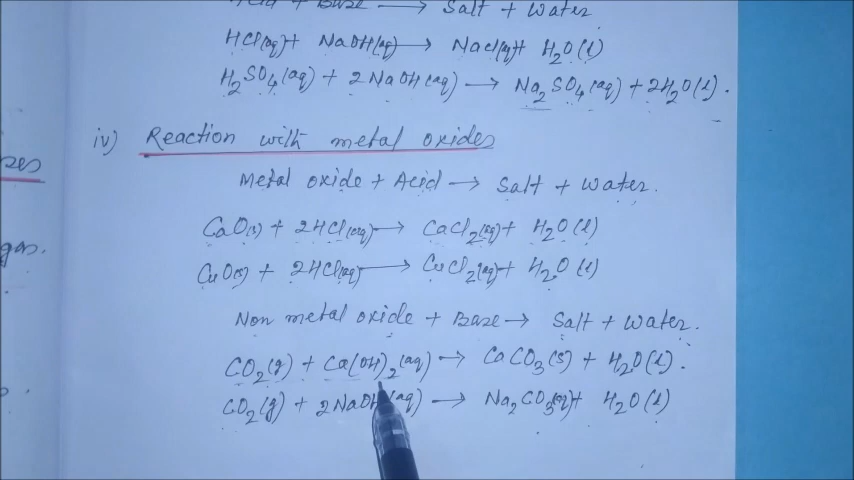 Acid + Base → Salt + Water
HCl(aq) + NaOH(aq) → NaCl(aq) + H₂O(l)
H₂SO₄(aq) + 2NaOH(aq) → Na₂SO₄(aq) + 2H₂O(l).
iv) Reaction with metal oxides
Metal oxide + Acid → Salt + Water.
CaO(s) + 2HCl(aq) → CaCl₂(aq) + H₂O(l)
CuO(s) + 2HCl(aq) → CuCl₂(aq) + H₂O(l)
Non metal oxide + Base → Salt + Water.
CO₂(g) + Ca(OH)₂(aq) → CaCO₃(s) + H₂O(l).
CO₂(g) + 2NaOH(aq) → Na₂CO₃(aq) + H₂O(l)
gas.